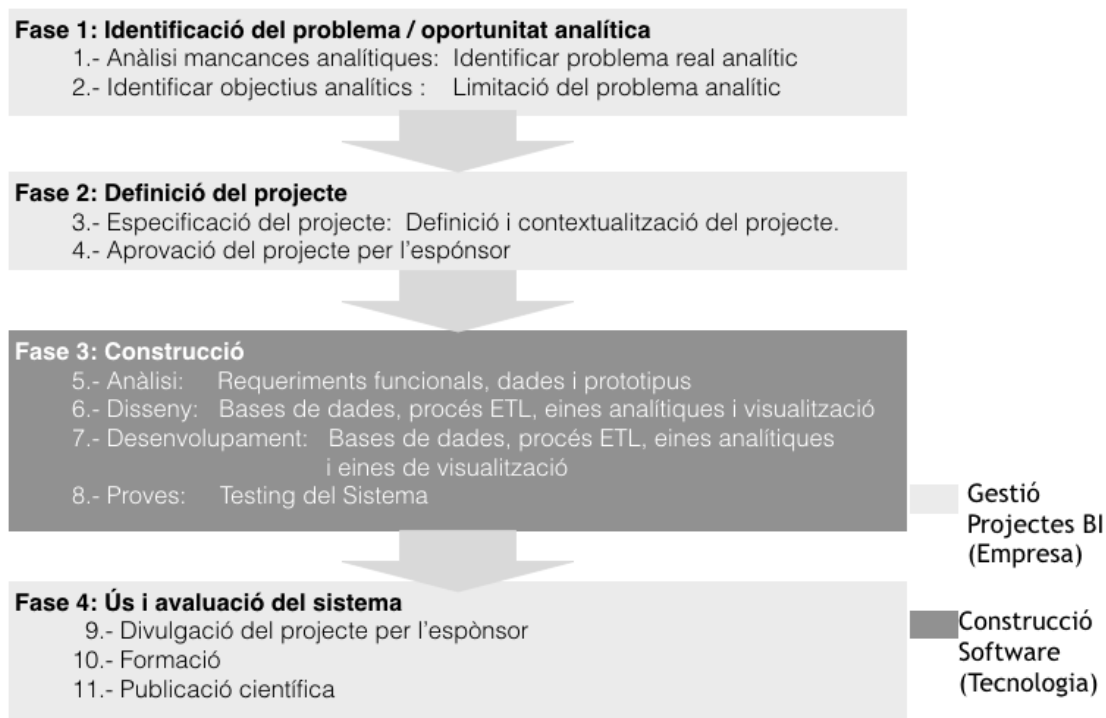 Fase 1: Identificació del problema / oportunitat analítica
1.- Anàlisi mancances analítiques: Identificar problema real analític
2.- Identificar objectius analítics : Limitació del problema analític
Fase 2: Definició del projecte
3.- Especificació del projecte: Definició i contextualització del projecte.
4.- Aprovació del projecte per l'espónsor
Fase 3: Construcció
5.- Anàlisi: Requeriments funcionals, dades i prototipus
6.- Disseny: Bases de dades, procés ETL, eines analítiques i visualització
7.- Desenvolupament: Bases de dades, procés ETL, eines analítiques
i eines de visualització
8.- Proves: Testing del Sistema
Fase 4: Ús i avaluació del sistema
9.- Divulgació del projecte per l'espònsor
10.- Formació
11.- Publicació científica
Gestió
Projectes BI
(Empresa)
Construcció
Software
(Tecnologia)